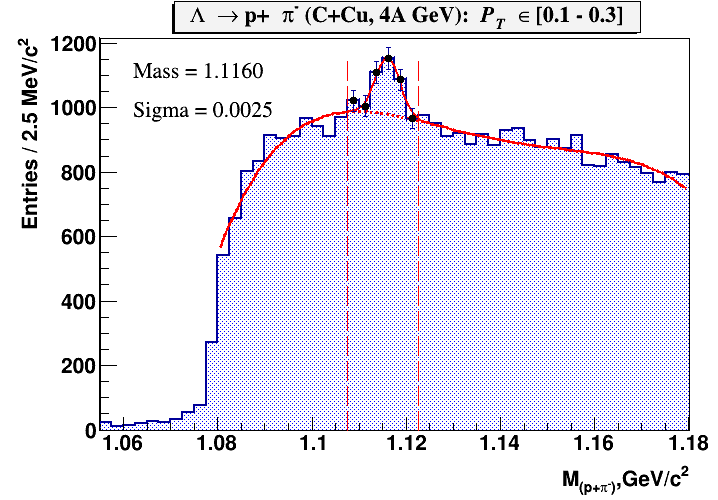 Λ → p+ π⁻ (C+Cu, 4A GeV): P_T ∈ [0.1 - 0.3]
Entries / 2.5 MeV/c²
1200
1000
800
600
400
200
0
Mass = 1.1160
Sigma = 0.0025
1.06 1.08 1.1 1.12 1.14 1.16 1.18
M_(p+π⁻),GeV/c²